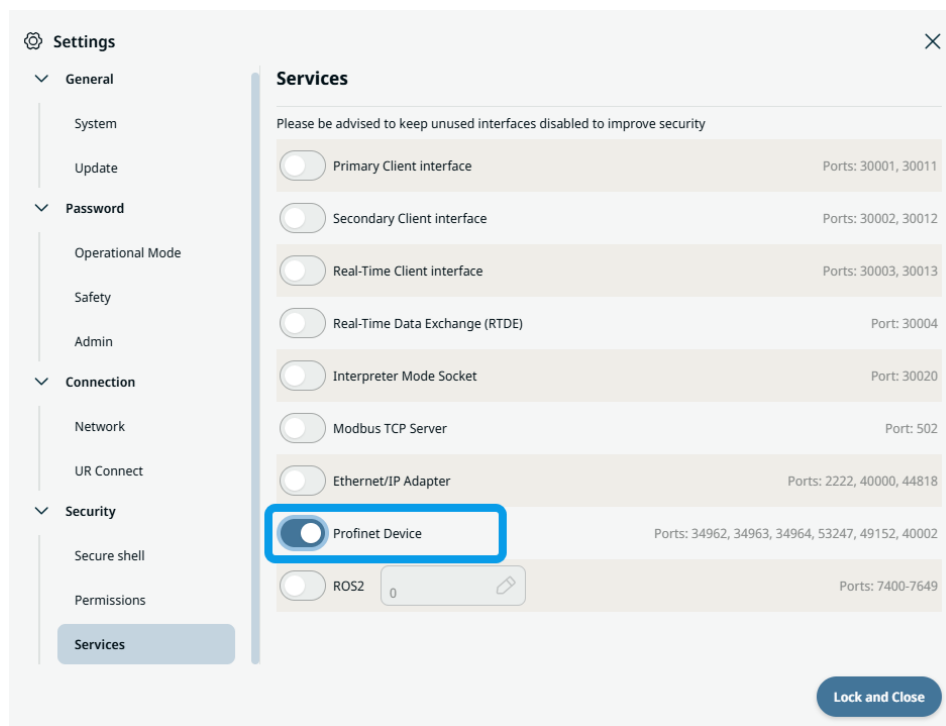 Settings
General
System
Update
Password
Operational Mode
Safety
Admin
Connection
Network
UR Connect
Security
Secure shell
Permissions
Services
Services
Please be advised to keep unused interfaces disabled to improve security
Primary Client interface Ports: 30001, 30011
Secondary Client interface Ports: 30002, 30012
Real-Time Client interface Ports: 30003, 30013
Real-Time Data Exchange (RTDE) Port: 30004
Interpreter Mode Socket Port: 30020
Modbus TCP Server Port: 502
Ethernet/IP Adapter Ports: 2222, 40000, 44818
Profinet Device Ports: 34962, 34963, 34964, 53247, 49152, 40002
ROS2 0 Ports: 7400-7649
Lock and Close